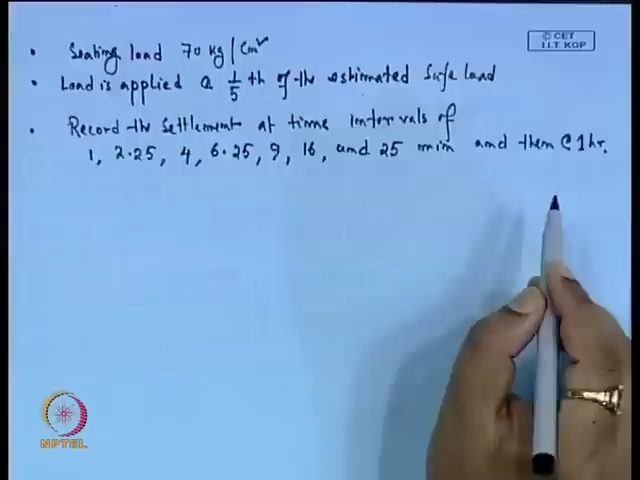 © CET
I.I.T. KGP
• Seating load 70 kg/cm²
• Load is applied @ 1/5 th of the estimated Safe load
• Record the settlement at time intervals of
1, 2.25, 4, 6.25, 9, 16, and 25 min and then @ 1 hr.
NPTEL